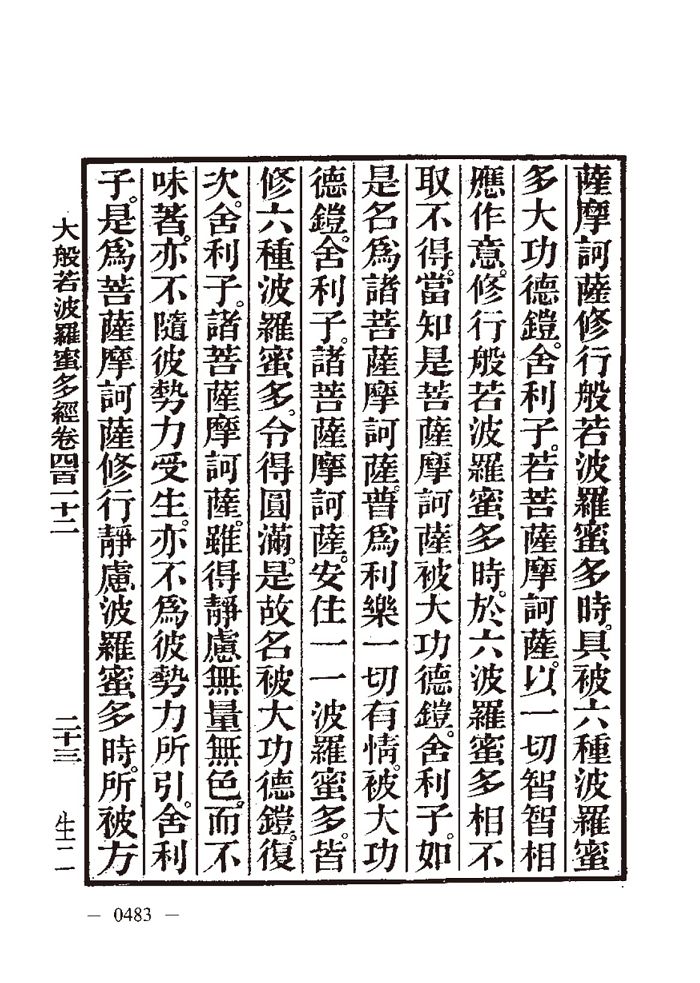 薩摩訶薩修行般若波羅蜜多時。具被六種波羅蜜
多大功德鎧。舍利子。若菩薩摩訶薩。以一切智智相
應作意。修行般若波羅蜜多時。於六波羅蜜多相不
取不得。當知是菩薩摩訶薩被大功德鎧。舍利子。如
是名爲諸菩薩摩訶薩。普爲利樂一切有情。被大功
德鎧。舍利子。諸菩薩摩訶薩。安住一一波羅蜜多。皆
修六種波羅蜜多。令得圓滿。是故名被大功德鎧。復
次。舍利子。諸菩薩摩訶薩。雖得靜慮無量無色。而不
味著。亦不隨彼勢力受生。亦不爲彼勢力所引。舍利
子。是爲菩薩摩訶薩修行靜慮波羅蜜多時。所被方
大般若波羅蜜多經卷四百一十二 二十三 生二
— 0483 —